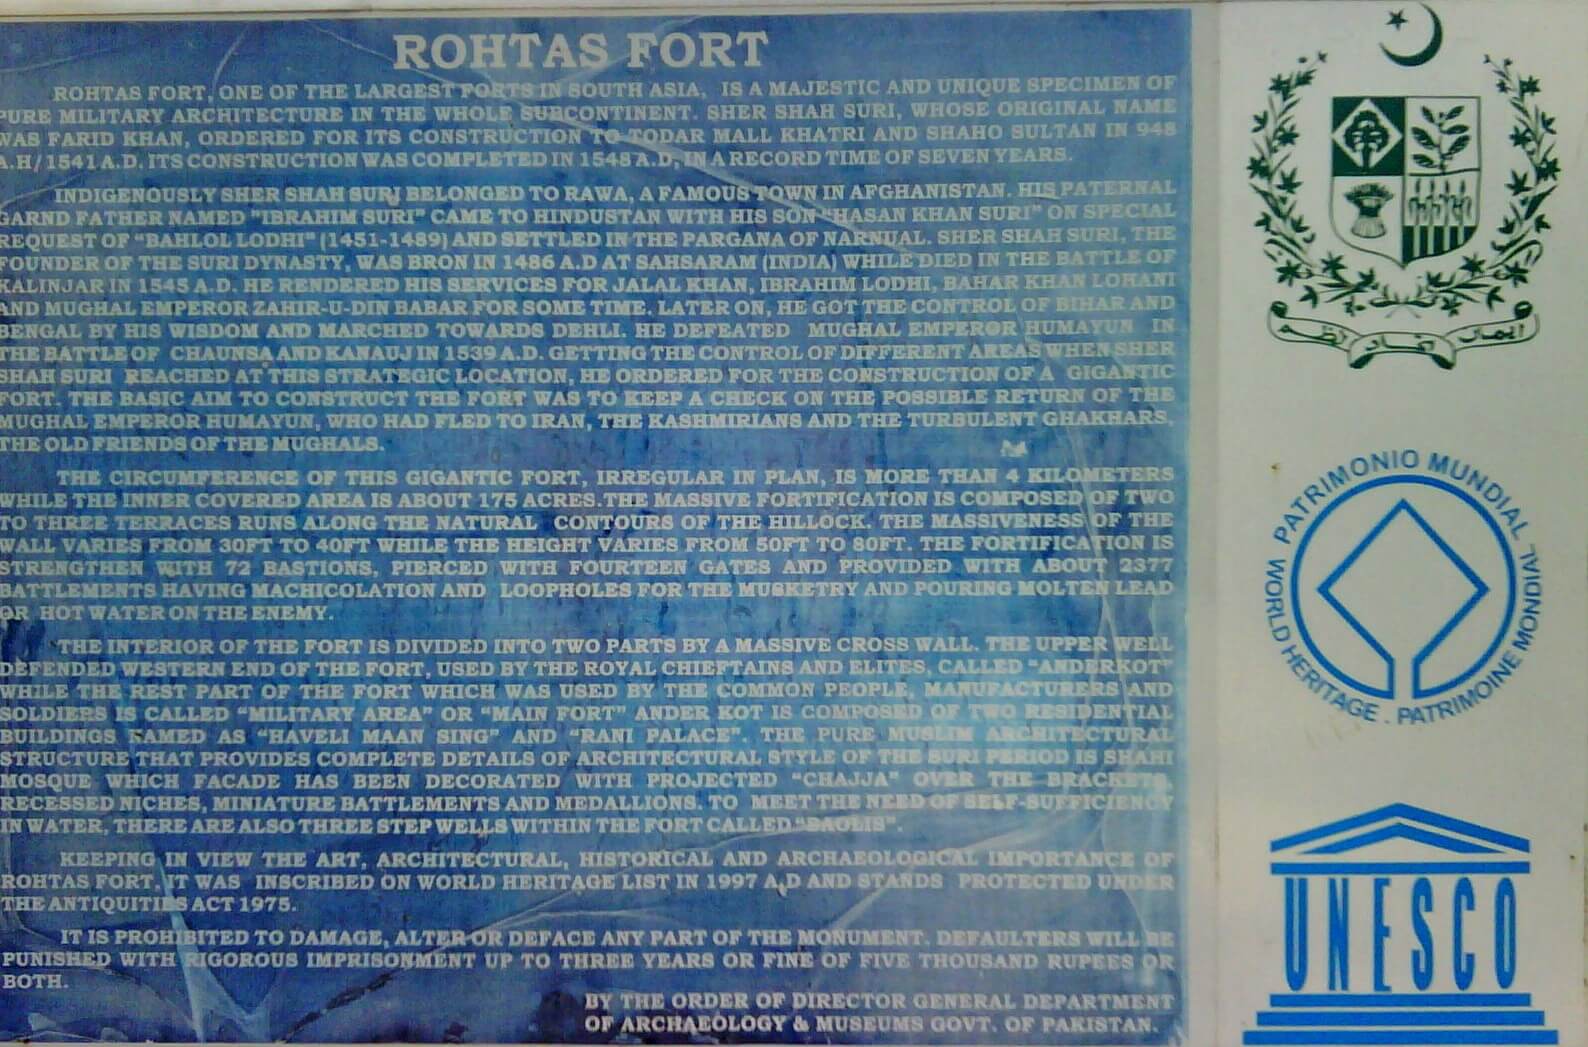 ROHTAS FORT
ROHTAS FORT, ONE OF THE LARGEST FORTS IN SOUTH ASIA, IS A MAJESTIC AND UNIQUE SPECIMEN OF
PURE MILITARY ARCHITECTURE IN THE WHOLE SUBCONTINENT. SHER SHAH SURI, WHOSE ORIGINAL NAME
WAS FARID KHAN, ORDERED FOR ITS CONSTRUCTION TO TODAR MALL KHATRI AND SHAHO SULTAN IN 948
A.H/1541 A.D. ITS CONSTRUCTION WAS COMPLETED IN 1548 A.D, IN A RECORD TIME OF SEVEN YEARS.
INDIGENOUSLY SHER SHAH SURI BELONGED TO RAWA, A FAMOUS TOWN IN AFGHANISTAN. HIS PATERNAL
GARND FATHER NAMED "IBRAHIM SURI" CAME TO HINDUSTAN WITH HIS SON "HASAN KHAN SURI" ON SPECIAL
REQUEST OF "BAHLOL LODHI" (1451-1489) AND SETTLED IN THE PARGANA OF NARNUAL. SHER SHAH SURI, THE
FOUNDER OF THE SURI DYNASTY, WAS BRON IN 1486 A.D AT SAHSARAM (INDIA) WHILE DIED IN THE BATTLE OF
KALINJAR IN 1545 A.D. HE RENDERED HIS SERVICES FOR JALAL KHAN, IBRAHIM LODHI, BAHAR KHAN LOHANI
AND MUGHAL EMPEROR ZAHIR-U-DIN BABAR FOR SOME TIME. LATER ON, HE GOT THE CONTROL OF BIHAR AND
BENGAL BY HIS WISDOM AND MARCHED TOWARDS DEHLI. HE DEFEATED MUGHAL EMPEROR HUMAYUN IN
THE BATTLE OF CHAUNSA AND KANAUJ IN 1539 A.D. GETTING THE CONTROL OF DIFFERENT AREAS WHEN SHER
SHAH SURI REACHED AT THIS STRATEGIC LOCATION, HE ORDERED FOR THE CONSTRUCTION OF A GIGANTIC
FORT. THE BASIC AIM TO CONSTRUCT THE FORT WAS TO KEEP A CHECK ON THE POSSIBLE RETURN OF THE
MUGHAL EMPEROR HUMAYUN, WHO HAD FLED TO IRAN, THE KASHMIRIANS AND THE TURBULENT GHAKHARS,
THE OLD FRIENDS OF THE MUGHALS.
THE CIRCUMFERENCE OF THIS GIGANTIC FORT, IRREGULAR IN PLAN, IS MORE THAN 4 KILOMETERS
WHILE THE INNER COVERED AREA IS ABOUT 175 ACRES. THE MASSIVE FORTIFICATION IS COMPOSED OF TWO
TO THREE TERRACES RUNS ALONG THE NATURAL CONTOURS OF THE HILLOCK. THE MASSIVENESS OF THE
WALL VARIES FROM 30FT TO 40FT WHILE THE HEIGHT VARIES FROM 50FT TO 80FT. THE FORTIFICATION IS
STRENGTHEN WITH 72 BASTIONS, PIERCED WITH FOURTEEN GATES AND PROVIDED WITH ABOUT 2377
BATTLEMENTS HAVING MACHICOLATION AND LOOPHOLES FOR THE MUSKETRY AND POURING MOLTEN LEAD
OR HOT WATER ON THE ENEMY.
THE INTERIOR OF THE FORT IS DIVIDED INTO TWO PARTS BY A MASSIVE CROSS WALL. THE UPPER WELL
DEFENDED WESTERN END OF THE FORT, USED BY THE ROYAL CHIEFTAINS AND ELITES, CALLED "ANDERKOT"
WHILE THE REST PART OF THE FORT WHICH WAS USED BY THE COMMON PEOPLE, MANUFACTURERS AND
SOLDIERS IS CALLED "MILITARY AREA" OR "MAIN FORT" ANDER KOT IS COMPOSED OF TWO RESIDENTIAL
BUILDINGS NAMED AS "HAVELI MAAN SING" AND "RANI PALACE". THE PURE MUSLIM ARCHITECTURAL
STRUCTURE THAT PROVIDES COMPLETE DETAILS OF ARCHITECTURAL STYLE OF THE SURI PERIOD IS SHAHI
MOSQUE WHICH FACADE HAS BEEN DECORATED WITH PROJECTED "CHAJJA" OVER THE BRACKETS,
RECESSED NICHES, MINIATURE BATTLEMENTS AND MEDALLIONS. TO MEET THE NEED OF SELF-SUFFICIENCY
IN WATER, THERE ARE ALSO THREE STEP WELLS WITHIN THE FORT CALLED "BAOLIS".
KEEPING IN VIEW THE ART, ARCHITECTURAL, HISTORICAL AND ARCHAEOLOGICAL IMPORTANCE OF
ROHTAS FORT, IT WAS INSCRIBED ON WORLD HERITAGE LIST IN 1997 A.D AND STANDS PROTECTED UNDER
THE ANTIQUITIES ACT 1975.
IT IS PROHIBITED TO DAMAGE, ALTER OR DEFACE ANY PART OF THE MONUMENT. DEFAULTERS WILL BE
PUNISHED WITH RIGOROUS IMPRISONMENT UP TO THREE YEARS OR FINE OF FIVE THOUSAND RUPEES OR
BOTH.
BY THE ORDER OF DIRECTOR GENERAL DEPARTMENT
OF ARCHAEOLOGY & MUSEUMS GOVT. OF PAKISTAN.
ایمان اتحاد نظم
PATRIMONIO MUNDIAL
WORLD HERITAGE . PATRIMOINE MONDIAL
UNESCO